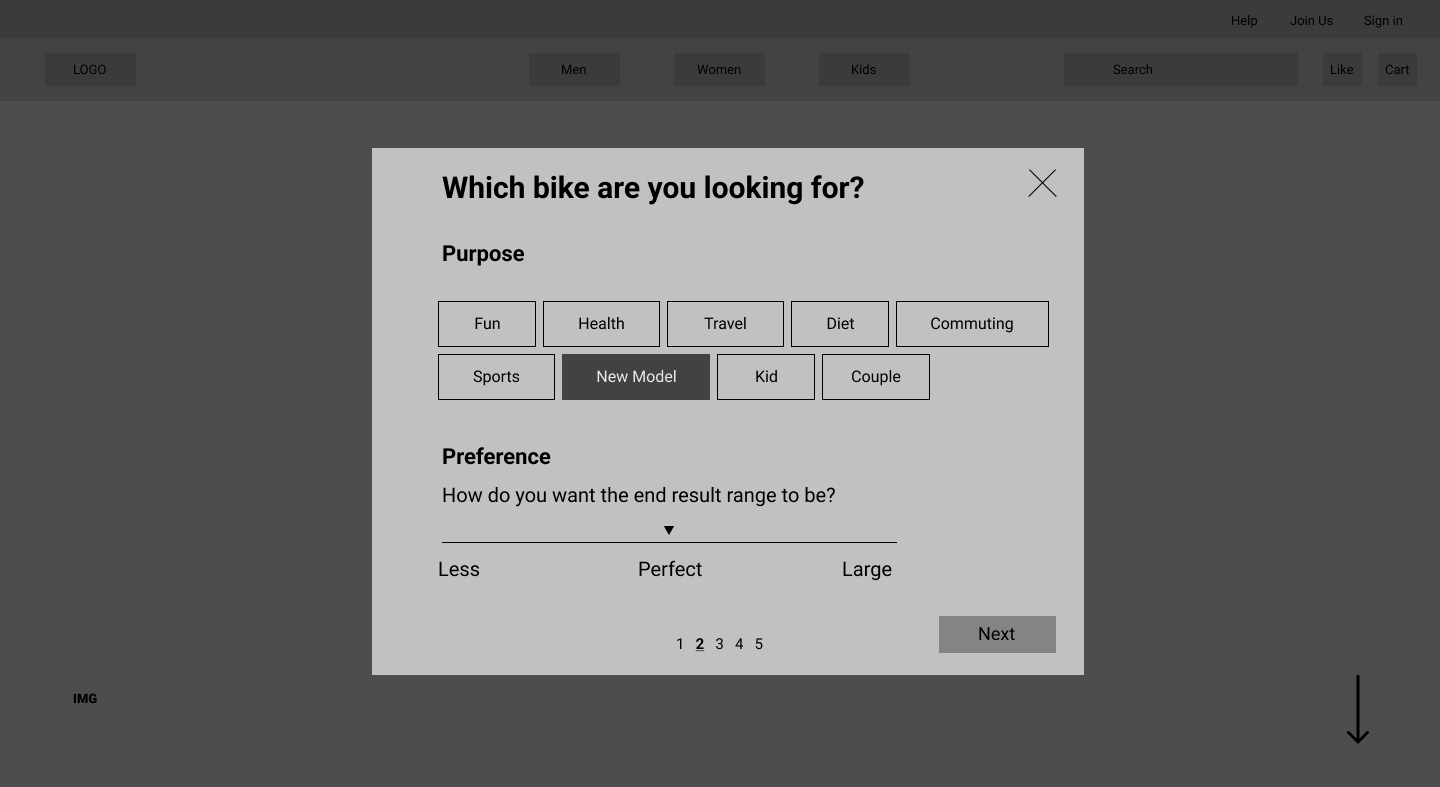 Help Join Us Sign in
LOGO Men Women Kids Search Like Cart
Which bike are you looking for?
Purpose
Fun Health Travel Diet Commuting
Sports New Model Kid Couple
Preference
How do you want the end result range to be?
Less Perfect Large
Next
1 2 3 4 5
IMG